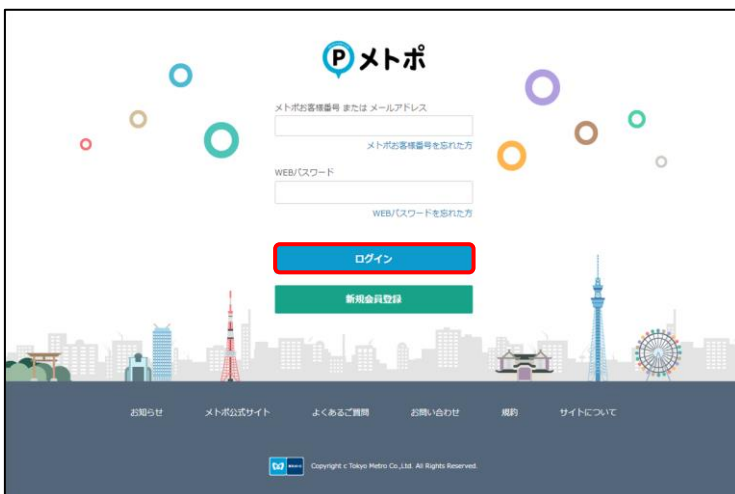 P メトポ
メトポお客様番号 または メールアドレス
メトポお客様番号を忘れた方
WEBパスワード
WEBパスワードを忘れた方
ログイン
新規会員登録
お知らせ メトポ公式サイト よくあるご質問 お問い合わせ 規約 サイトについて
Copyright c Tokyo Metro Co.,Ltd. All Rights Reserved.